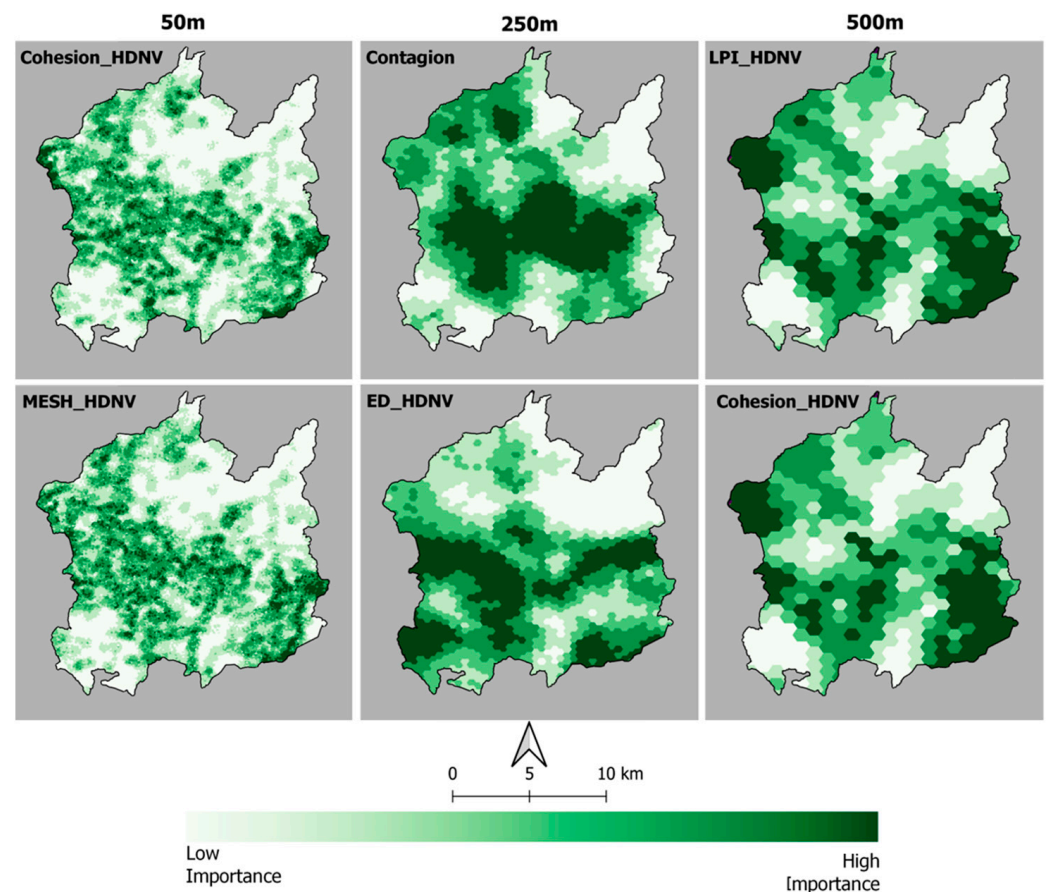 50m 250m 500m
Cohesion_HDNV Contagion LPI_HDNV
MESH_HDNV ED_HDNV Cohesion_HDNV
0 5 10 km
Low High
Importance Importance